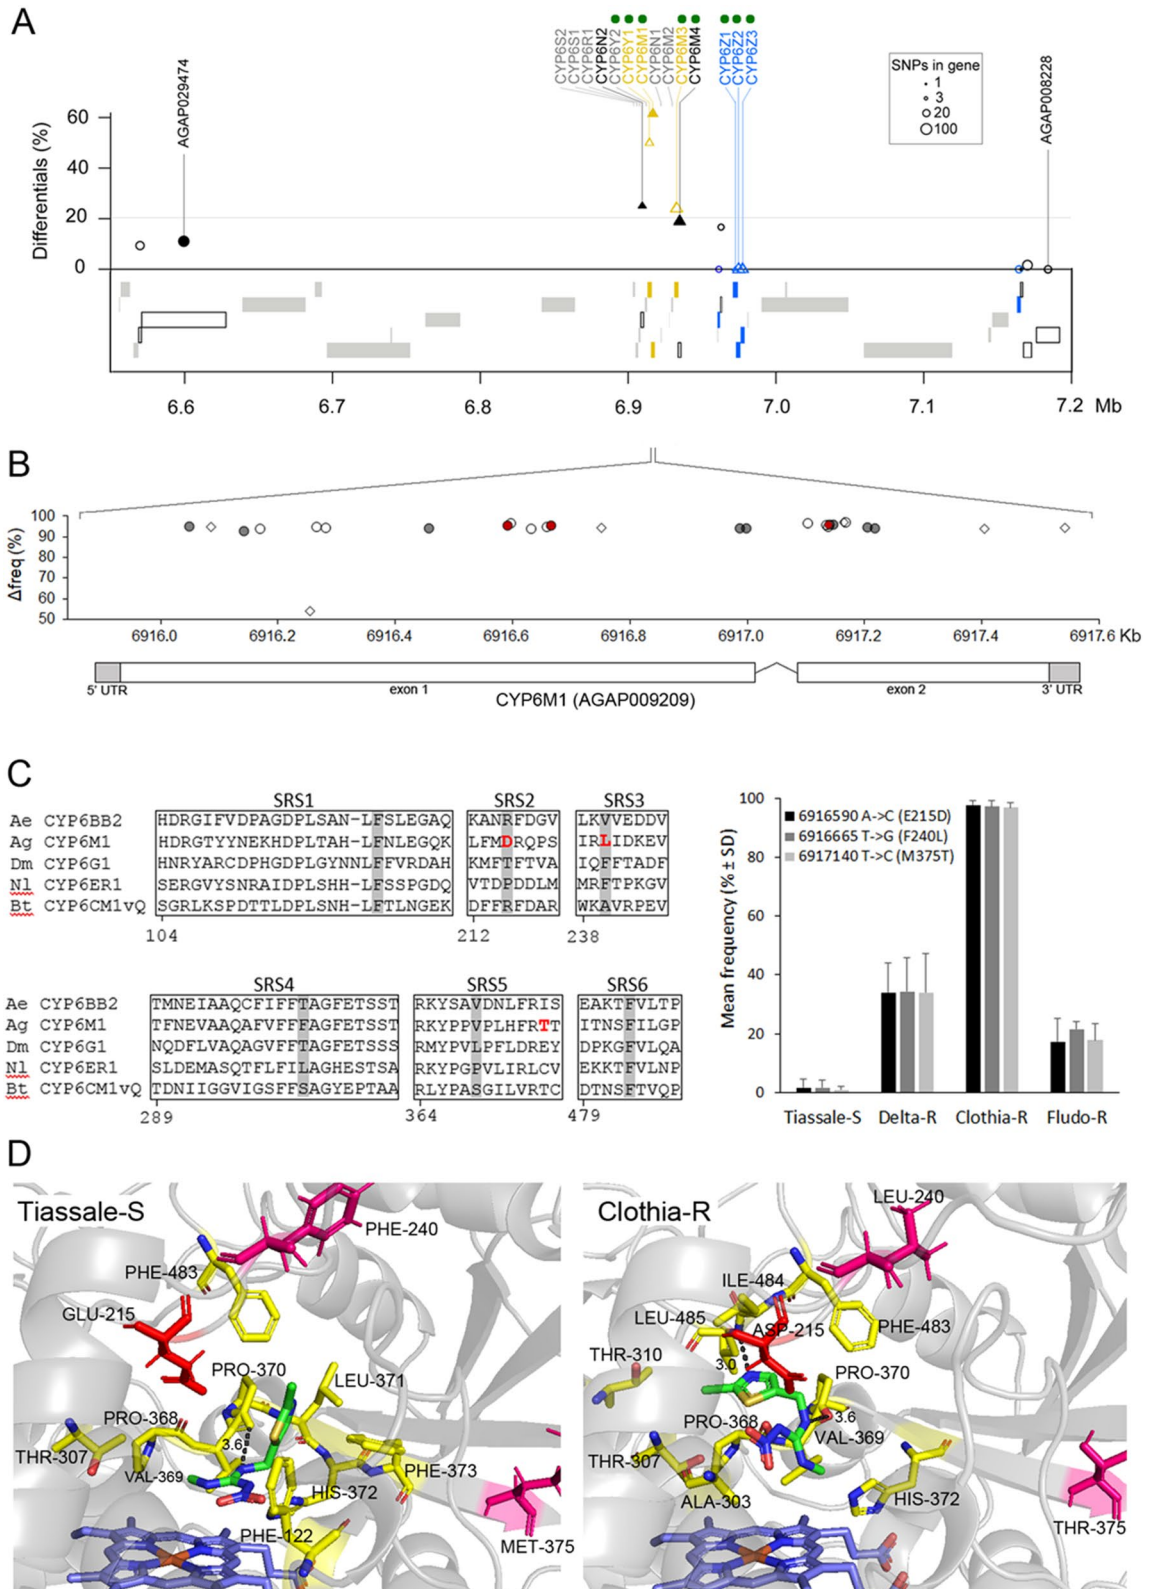 A
CYP6S2
CYP6S1
CYP6R1
CYP6N2
CYP6Y2
CYP6Y1
CYP6M1
CYP6N1
CYP6M2
CYP6M3
CYP6M4
CYP6Z1
CYP6Z2
CYP6Z3
AGAP029474
AGAP008228
SNPs in gene
1
3
20
100
Differentials (%)
60
40
20
0
6.6 6.7 6.8 6.9 7.0 7.1 7.2 Mb
B
Δfreq (%)
100
90
80
70
60
50
6916.0 6916.2 6916.4 6916.6 6916.8 6917.0 6917.2 6917.4 6917.6 Kb
5' UTR exon 1 exon 2 3' UTR
CYP6M1 (AGAP009209)
C
SRS1 SRS2 SRS3
Ae CYP6BB2 HDRGIFVDPAGDPLSAN-LFSLEGAQ KANRFDGV LKVVEDDV
Ag CYP6M1 HDRGTYYNEKHDPLTAH-LFNLEGQK LFMDRQPS IRLIDKEV
Dm CYP6G1 HNRYARCDPHGDPLGYNNLFFVRDAH KMFTFTVA IQFFTADF
Nl CYP6ER1 SERGVYSNRAIDPLSHH-LFSSPGDQ VTDPDDLM MRFTPKGV
Bt CYP6CM1vQ SGRLKSPDTTLDPLSNH-LFTLNGEK DFFRFDAR WKAVRPEV
104 212 238
SRS4 SRS5 SRS6
Ae CYP6BB2 TMNEIAAQCFIFFTAGFETSST RKYSAVDNLFRIS EAKTFVLTP
Ag CYP6M1 TFNEVAAQAFVFFFAGFETSST RKYPPVPLHFRTT ITNSFILGP
Dm CYP6G1 NQDFLVAQAGVFFTAGFETSSS RMYPVLPFLDREY DPKGFVLQA
Nl CYP6ER1 SLDEMASQTFLFILAGHESTSA RKYPGPVLIRLCV EKTTFVLNP
Bt CYP6CM1vQ TDNIIGGVIGSFFSAGYEPTAA RLYPASPGLVRTC DTNSFTVQP
289 364 479
Mean frequency (% ± SD)
100
80
60
40
20
0
6916590 A->C (E215D)
6916665 T->G (F240L)
6917140 T->C (M375T)
Tiassale-S Delta-R Clothia-R Fludo-R
D
Tiassale-S
PHE-240
PHE-483
GLU-215
PRO-370
LEU-371
PRO-368
3.6
THR-307
VAL-369
PHE-373
HIS-372
PHE-122
MET-375
Clothia-R
LEU-240
ILE-484
LEU-485
ASP-215
PHE-483
THR-310
3.0
PRO-370
PRO-368
3.6
VAL-369
THR-307
ALA-303
HIS-372
THR-375